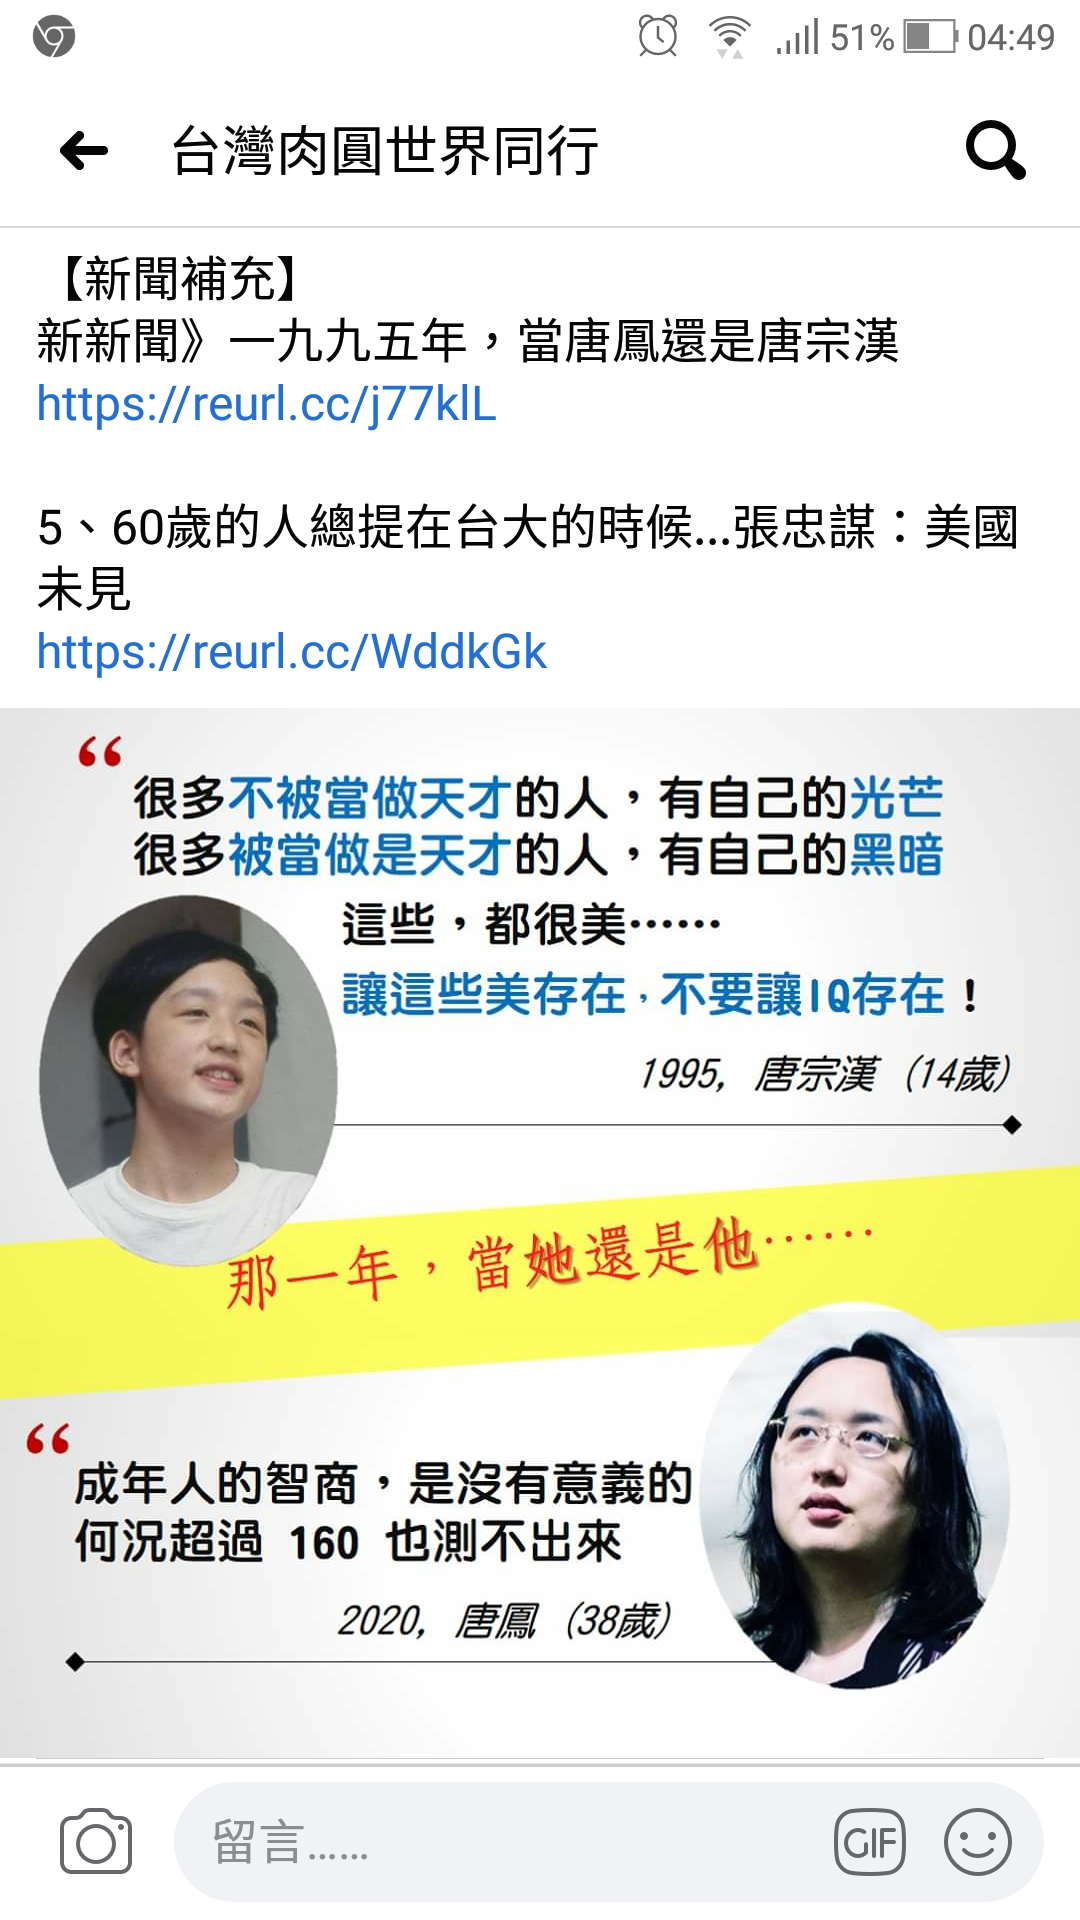 51% 04:49
台灣肉圓世界同行
【新聞補充】
新新聞》一九九五年，當唐鳳還是唐宗漢
https://reurl.cc/j77klL
5、60歲的人總提在台大的時候...張忠謀：美國
未見
https://reurl.cc/WddkGk
“
很多不被當做天才的人，有自己的光芒
很多被當做是天才的人，有自己的黑暗
這些，都很美⋯⋯
讓這些美存在，不要讓IQ存在！
1995, 唐宗漢 (14歲)
那一年，當她還是他⋯⋯
“
成年人的智商，是沒有意義的
何況超過 160 也測不出來
2020, 唐鳳 (38歲)
留言......
GIF